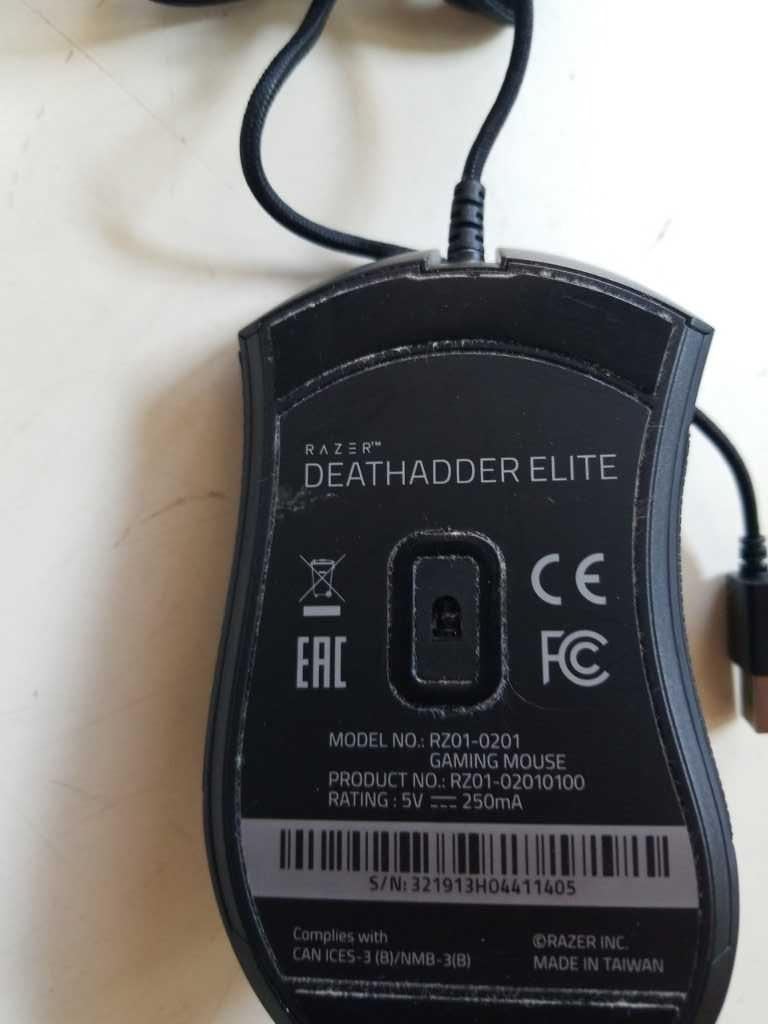 RAZER™
DEATHADDER ELITE
CE
EAC
FC
MODEL NO.: RZ01-0201
GAMING MOUSE
PRODUCT NO.: RZ01-02010100
RATING : 5V ⎓ 250mA
S/N: 321913H04411405
Complies with
CAN ICES-3 (B)/NMB-3(B)
©RAZER INC.
MADE IN TAIWAN